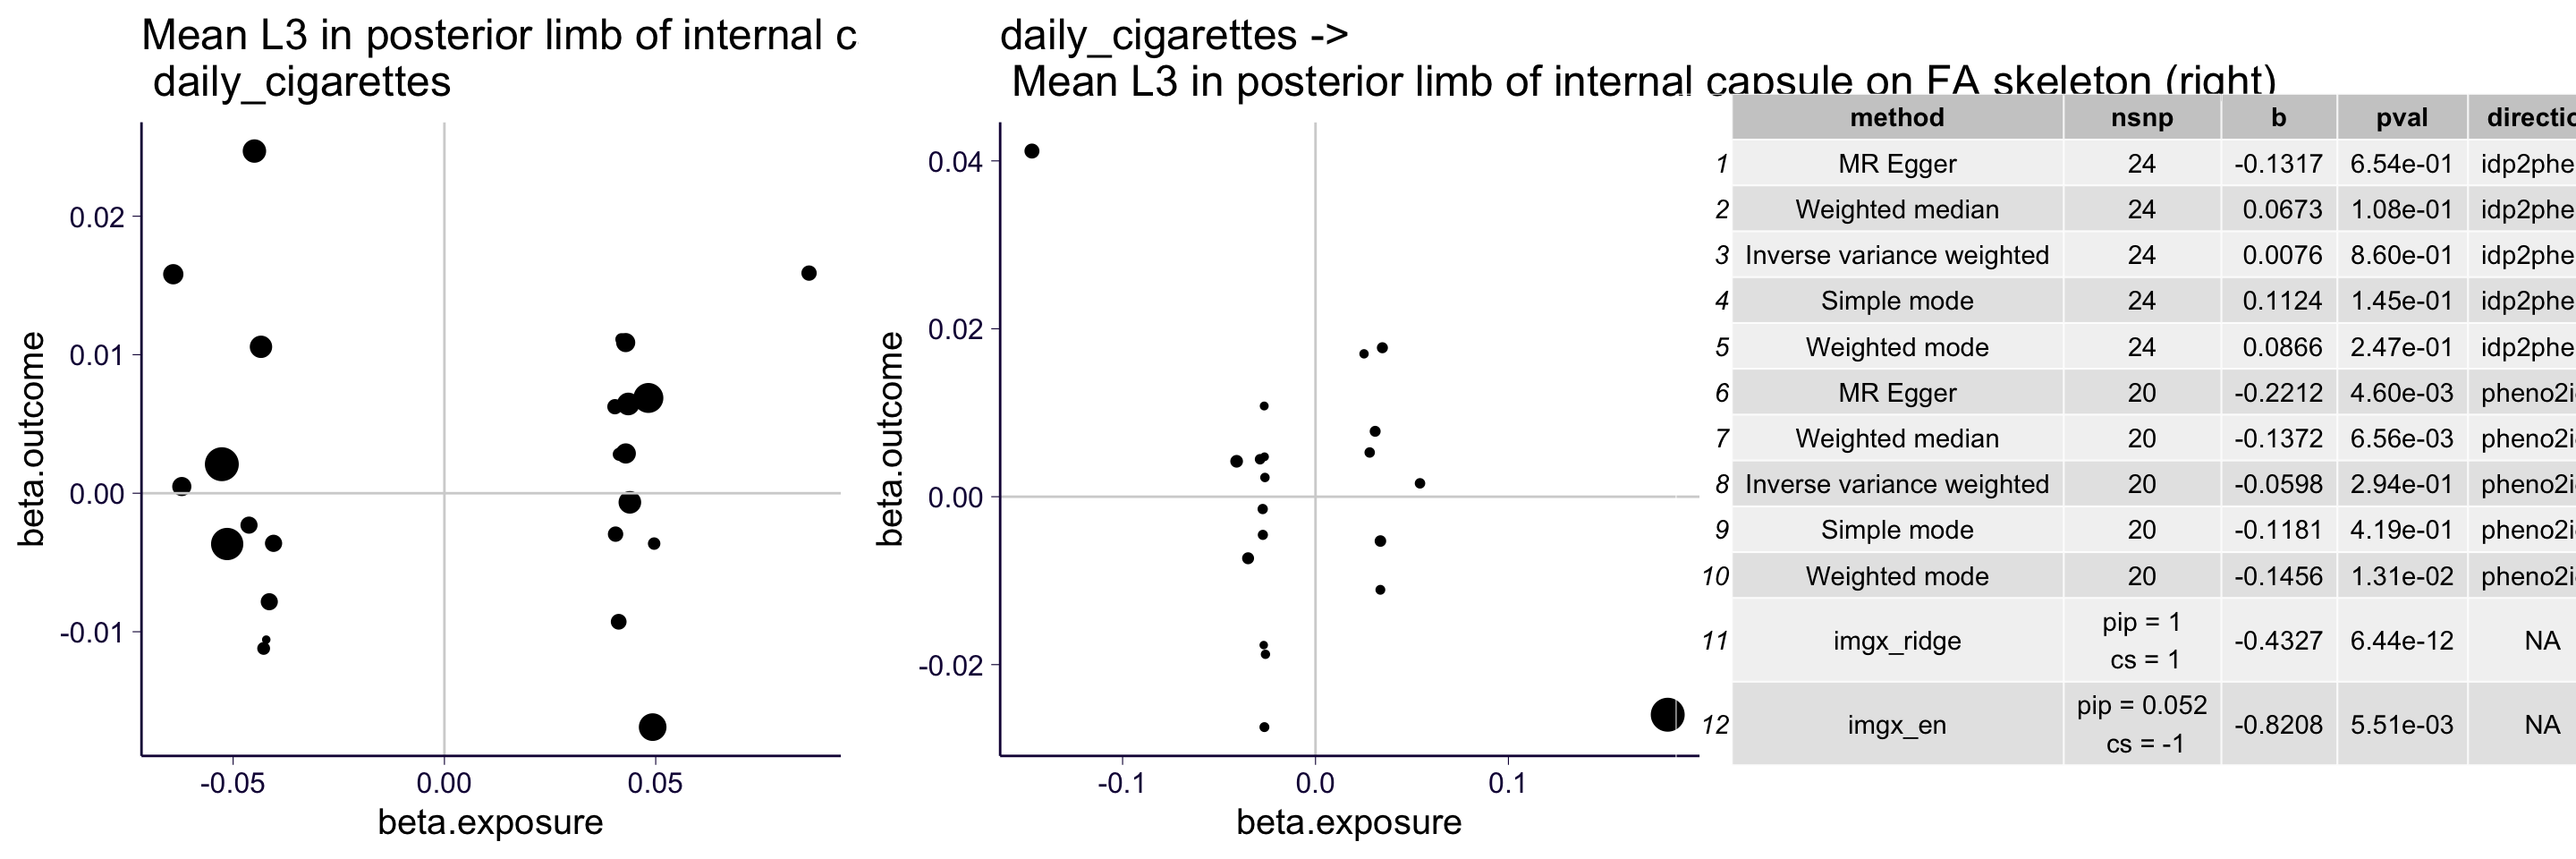 Mean L3 in posterior limb of internal c
daily_cigarettes
beta.outcome
0.02
0.01
0.00
-0.01
-0.05 0.00 0.05
beta.exposure
daily_cigarettes ->
Mean L3 in posterior limb of internal capsule on FA skeleton (right)
beta.outcome
0.04
0.02
0.00
-0.02
-0.1 0.0 0.1
beta.exposure
method nsnp b pval directio
1 MR Egger 24 -0.1317 6.54e-01 idp2phe
2 Weighted median 24 0.0673 1.08e-01 idp2phe
3 Inverse variance weighted 24 0.0076 8.60e-01 idp2phe
4 Simple mode 24 0.1124 1.45e-01 idp2phe
5 Weighted mode 24 0.0866 2.47e-01 idp2phe
6 MR Egger 20 -0.2212 4.60e-03 pheno2i
7 Weighted median 20 -0.1372 6.56e-03 pheno2i
8 Inverse variance weighted 20 -0.0598 2.94e-01 pheno2i
9 Simple mode 20 -0.1181 4.19e-01 pheno2i
10 Weighted mode 20 -0.1456 1.31e-02 pheno2i
11 imgx_ridge pip = 1
cs = 1 -0.4327 6.44e-12 NA
12 imgx_en pip = 0.052
cs = -1 -0.8208 5.51e-03 NA